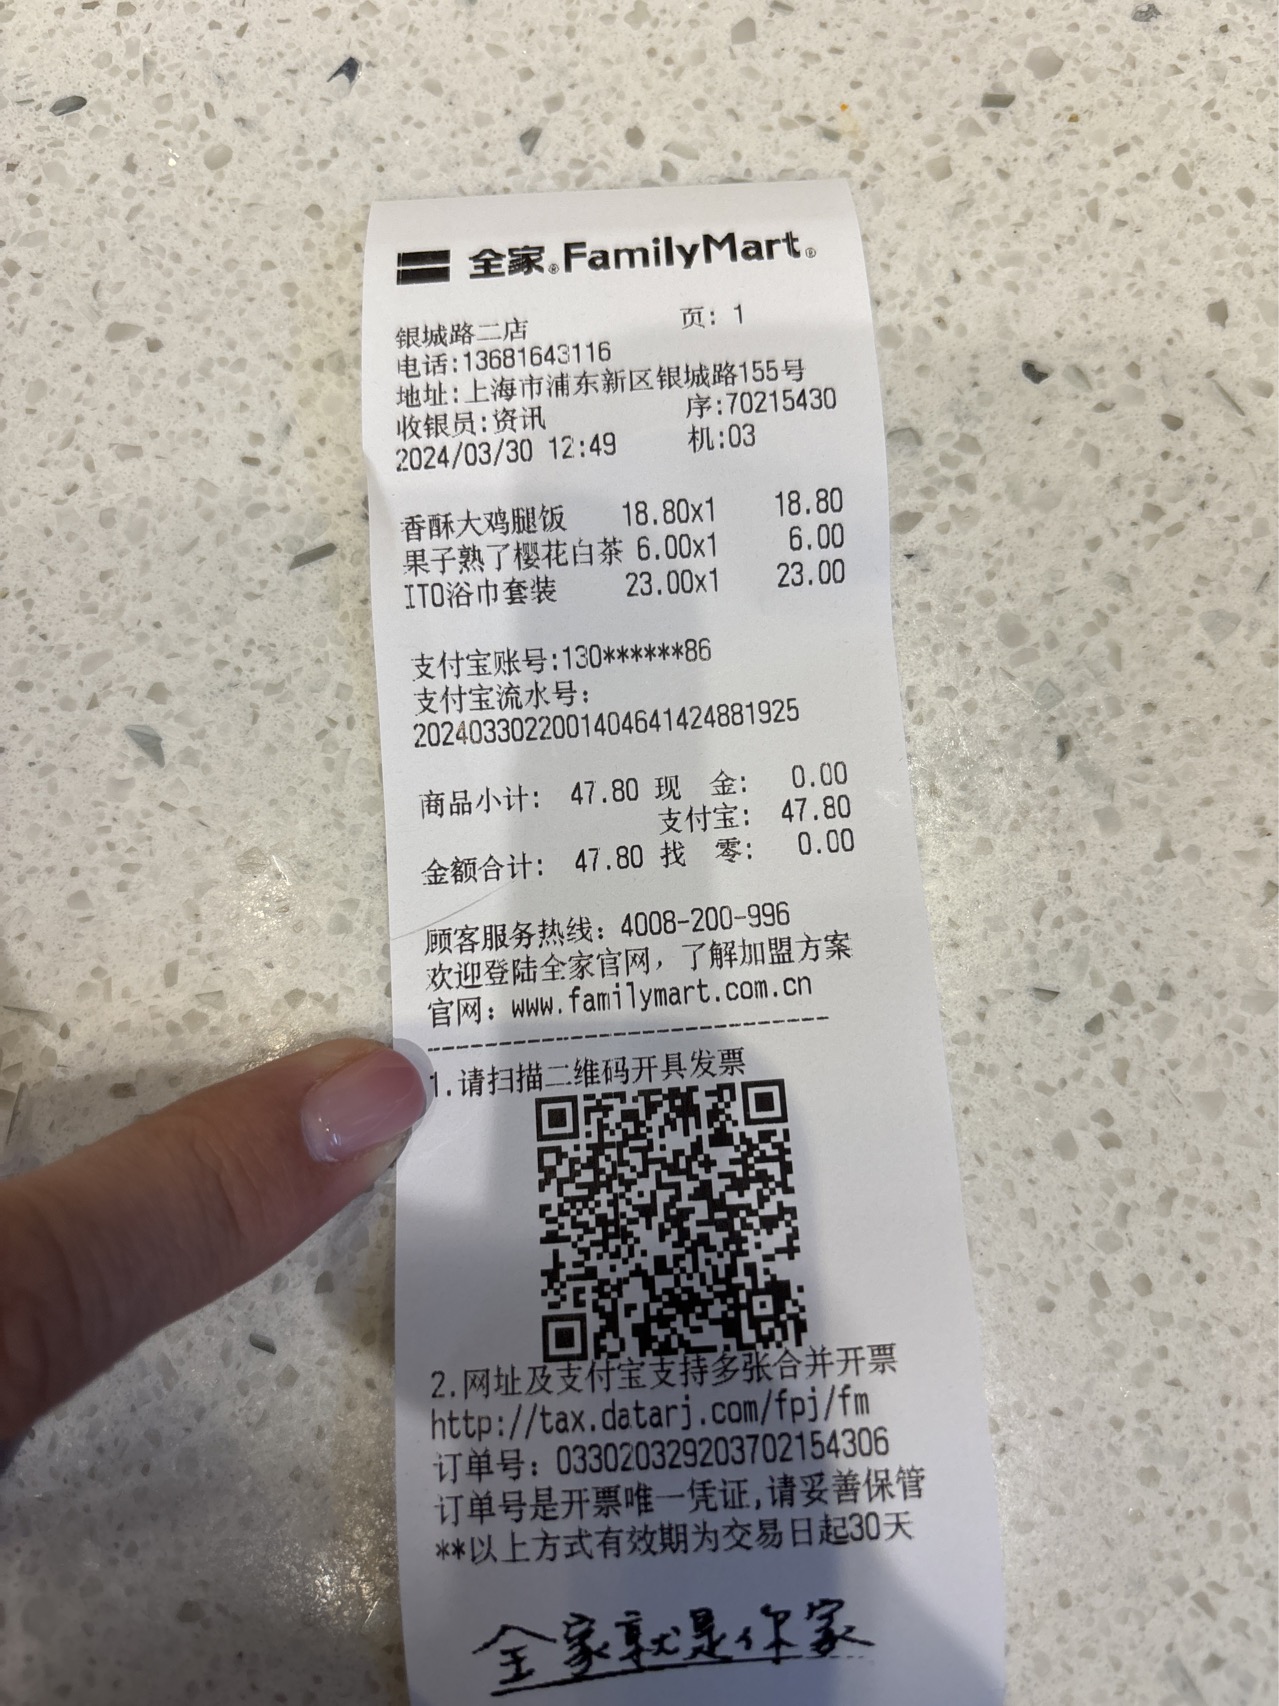 全家®FamilyMart®
银城路二店 页: 1
电话:13681643116
地址:上海市浦东新区银城路155号
收银员:资讯 序:70215430
2024/03/30 12:49 机:03
香酥大鸡腿饭 18.80x1 18.80
果子熟了樱花白茶 6.00x1 6.00
ITO浴巾套装 23.00x1 23.00
支付宝账号:130******86
支付宝流水号:
2024033022001404641424881925
商品小计: 47.80 现 金: 0.00
支付宝: 47.80
金额合计: 47.80 找 零: 0.00
顾客服务热线: 4008-200-996
欢迎登陆全家官网, 了解加盟方案
官网: www.familymart.com.cn
--------------------------------
1.请扫描二维码开具发票
2.网址及支付宝支持多张合并开票
http://tax.datarj.com/fpj/fm
订单号: 0330203292037021543​06
订单号是开票唯一凭证,请妥善保管
**以上方式有效期为交易日起30天
全家就是你家